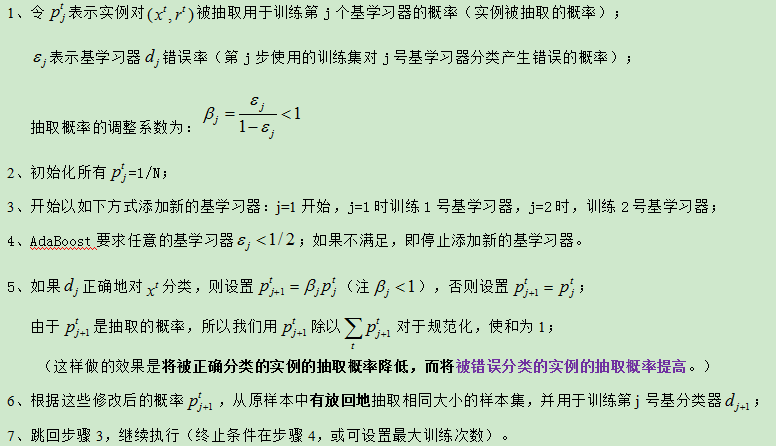 1、令 p_j^t 表示实例对 (x^t, r^t) 被抽取用于训练第 j 个基学习器的概率（实例被抽取的概率）；
ε_j 表示基学习器 d_j 错误率（第 j 步使用的训练集对 j 号基学习器分类产生错误的概率）；
抽取概率的调整系数为： β_j = ε_j / (1 − ε_j) < 1
2、初始化所有 p_j^t =1/N；
3、开始以如下方式添加新的基学习器：j=1 开始，j=1 时训练 1 号基学习器，j=2 时，训练 2 号基学习器；
4、AdaBoost 要求任意的基学习器 ε_j < 1/2；如果不满足，即停止添加新的基学习器。
5、如果 d_j 正确地对 x^t 分类，则设置 p_{j+1}^t = β_j p_j^t（注 β_j < 1），否则设置 p_{j+1}^t = p_j^t；
由于 p_{j+1}^t 是抽取的概率，所以我们用 p_{j+1}^t 除以 ∑_t p_{j+1}^t 对于规范化，使和为 1；
（这样做的效果是将被正确分类的实例的抽取概率降低，而将被错误分类的实例的抽取概率提高。）
6、根据这些修改后的概率 p_{j+1}^t ，从原样本中有放回地抽取相同大小的样本集，并用于训练第 j 号基分类器 d_{j+1}；
7、跳回步骤 3，继续执行（终止条件在步骤 4，或可设置最大训练次数）。